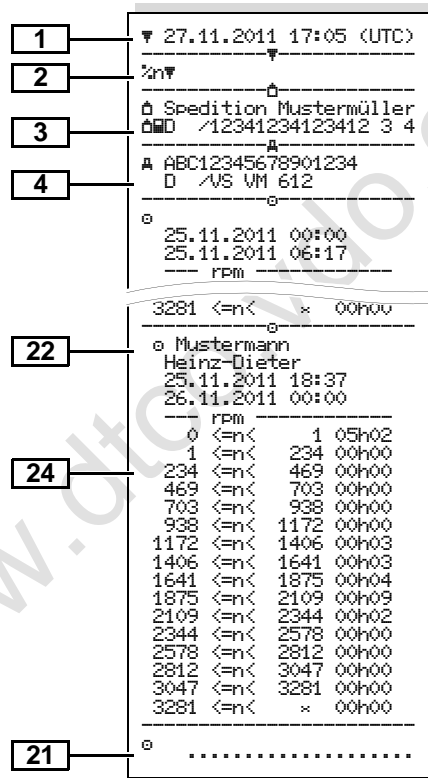 1 ▼ 27.11.2011 17:05 (UTC)
2 %n▼
Spedition Mustermüller
3 D /12341234123412 3 4
ABC12345678901234
4 D /VS VM 612
25.11.2011 00:00
25.11.2011 06:17
--- rpm ---
3281 <=n< × 00h00
22 Mustermann
Heinz-Dieter
25.11.2011 18:37
26.11.2011 00:00
--- rpm ---
0 <=n< 1 05h02
1 <=n< 234 00h00
24 234 <=n< 469 00h00
469 <=n< 703 00h00
703 <=n< 938 00h00
938 <=n< 1172 00h00
1172 <=n< 1406 00h03
1406 <=n< 1641 00h03
1641 <=n< 1875 00h04
1875 <=n< 2109 00h09
2109 <=n< 2344 00h02
2344 <=n< 2578 00h00
2578 <=n< 2812 00h00
2812 <=n< 3047 00h00
3047 <=n< 3281 00h00
3281 <=n< × 00h00
21 ....................